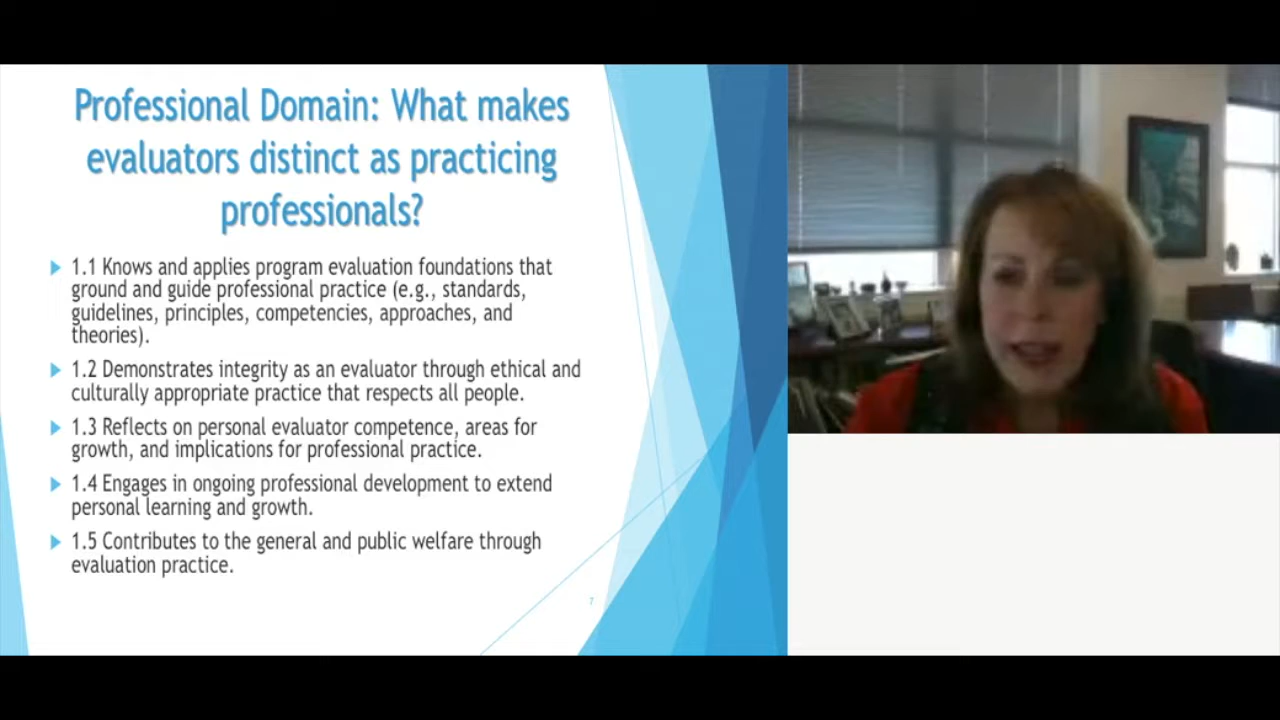 Professional Domain: What makes
evaluators distinct as practicing
professionals?
1.1 Knows and applies program evaluation foundations that
ground and guide professional practice (e.g., standards,
guidelines, principles, competencies, approaches, and
theories).
1.2 Demonstrates integrity as an evaluator through ethical and
culturally appropriate practice that respects all people.
1.3 Reflects on personal evaluator competence, areas for
growth, and implications for professional practice.
1.4 Engages in ongoing professional development to extend
personal learning and growth.
1.5 Contributes to the general and public welfare through
evaluation practice.
7